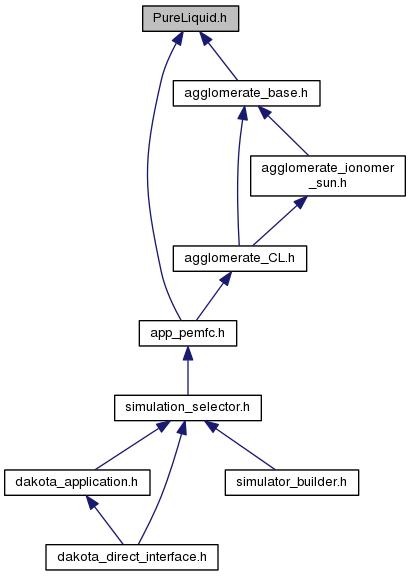 PureLiquid.h
agglomerate_base.h
agglomerate_ionomer
_sun.h
agglomerate_CL.h
app_pemfc.h
simulation_selector.h
dakota_application.h
simulator_builder.h
dakota_direct_interface.h